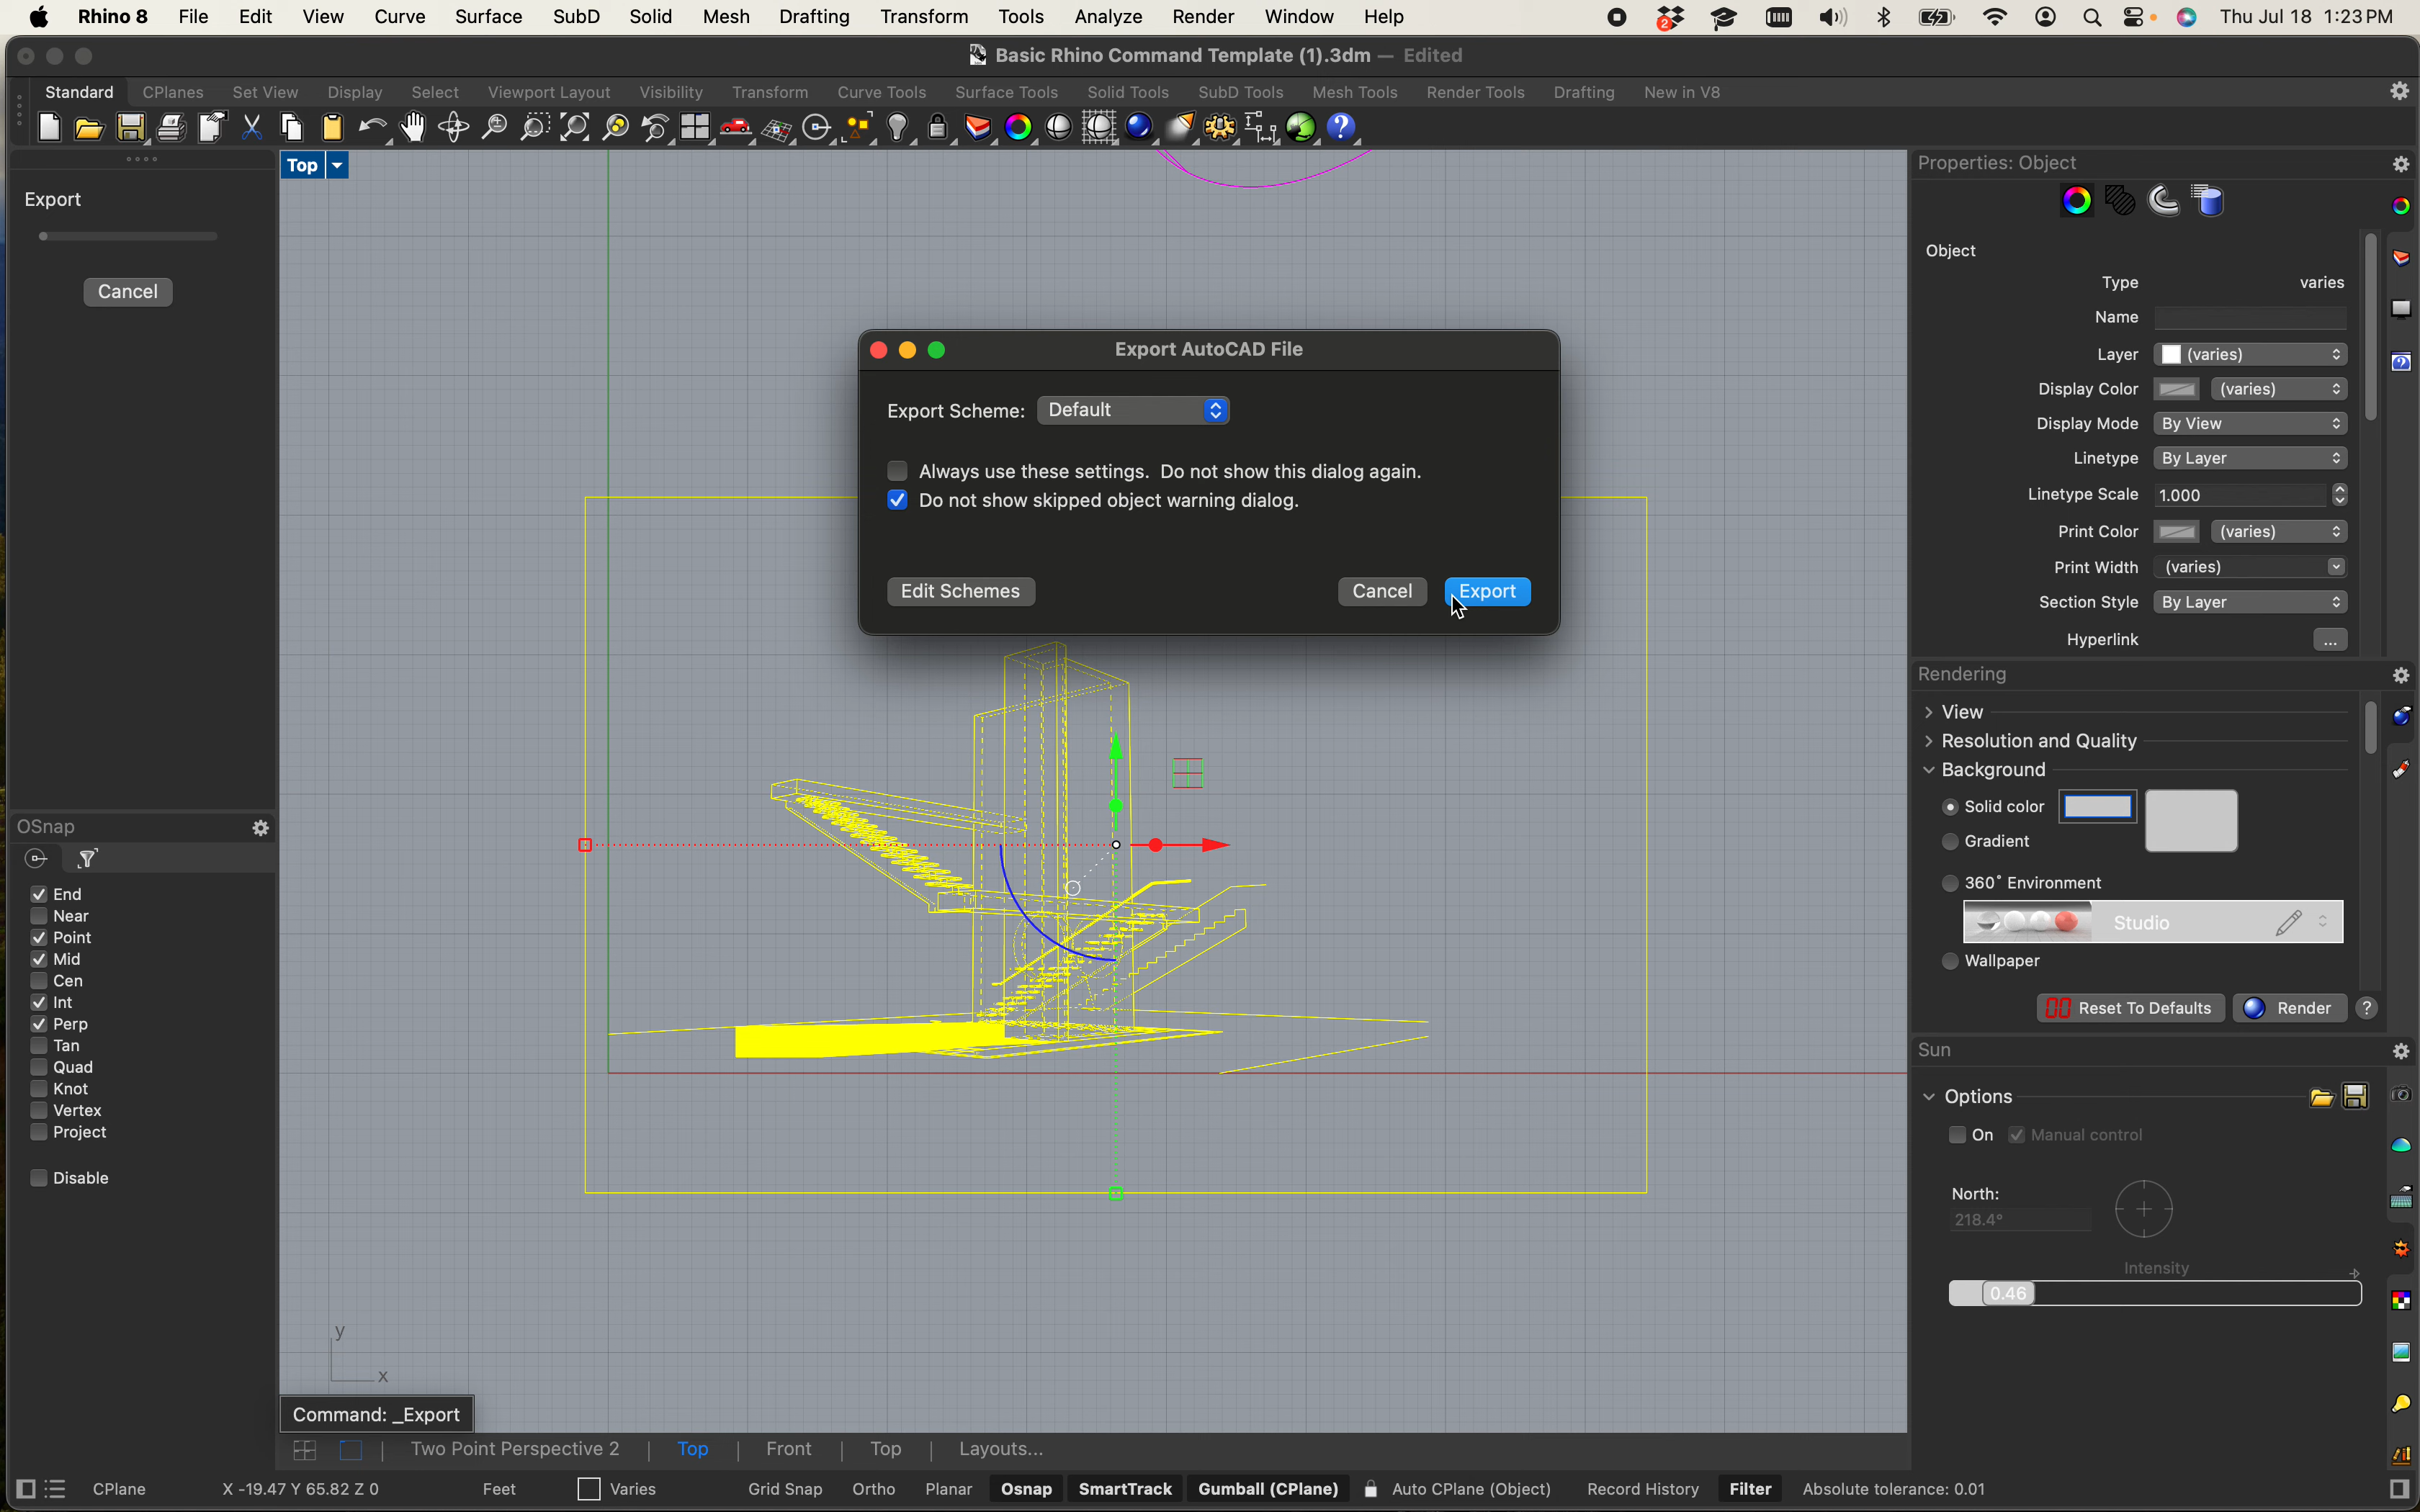 Rhino 8 File Edit View Curve Surface SubD Solid Mesh Drafting Transform Tools Analyze Render Window Help 2 Thu Jul 18 1:23 PM
Basic Rhino Command Template (1).3dm — Edited
Standard CPlanes Set View Display Select Viewport Layout Visibility Transform Curve Tools Surface Tools Solid Tools SubD Tools Mesh Tools Render Tools Drafting New in V8
Export
Cancel
OSnap
End
Near
Point
Mid
Cen
Int
Perp
Tan
Quad
Knot
Vertex
Project
Disable
Top
Export AutoCAD File
Export Scheme: Default
Always use these settings. Do not show this dialog again.
Do not show skipped object warning dialog.
Edit Schemes Cancel Export
y
x
Command: _Export
Two Point Perspective 2 | Top | Front | Top | Layouts...
Properties: Object
Object
Type varies
Name
Layer (varies)
Display Color (varies)
Display Mode By View
Linetype By Layer
Linetype Scale 1.000
Print Color (varies)
Print Width (varies)
Section Style By Layer
Hyperlink ...
Rendering
View
Resolution and Quality
Background
Solid color
Gradient
360° Environment
Studio
Wallpaper
Reset To Defaults Render ?
Sun
Options
On Manual control
North:
218.4°
Intensity
0.46
CPlane X -19.47 Y 65.82 Z 0 Feet Varies Grid Snap Ortho Planar Osnap SmartTrack Gumball (CPlane) Auto CPlane (Object) Record History Filter Absolute tolerance: 0.01